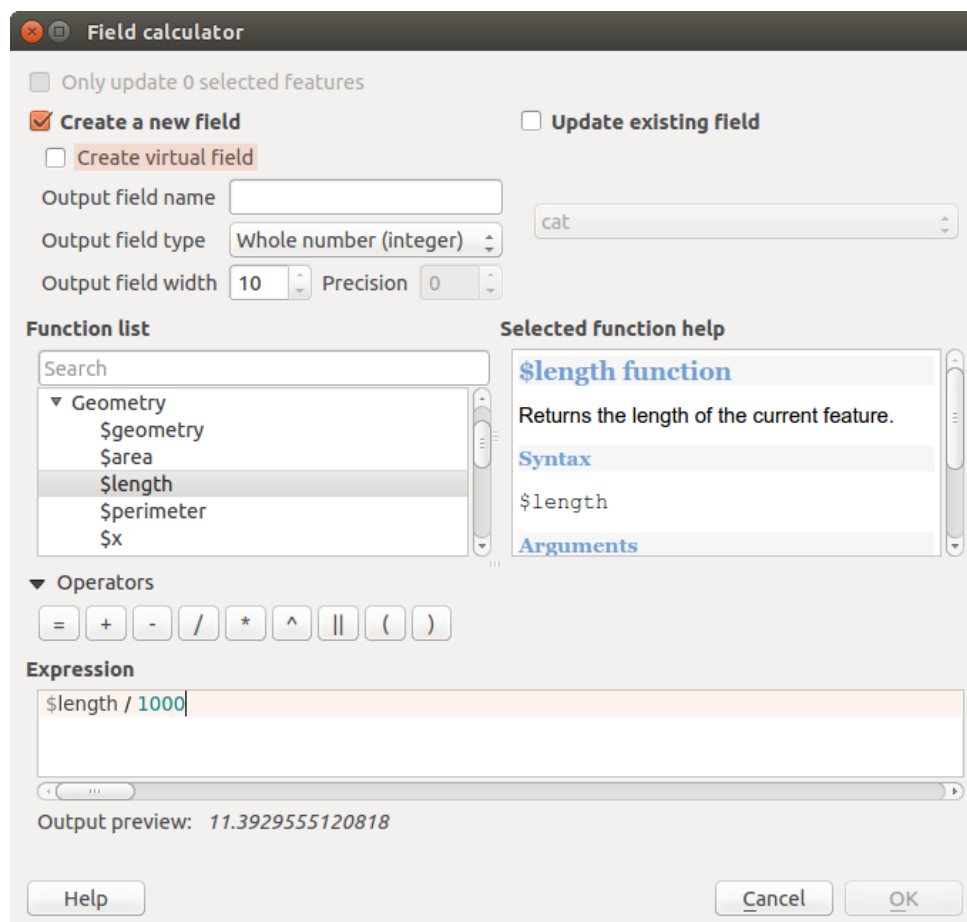 Field calculator
Only update 0 selected features
Create a new field
Update existing field
Create virtual field
Output field name
cat
Output field type Whole number (integer)
Output field width 10 Precision 0
Function list
Selected function help
Search
Geometry
$geometry
$area
$length
$perimeter
$x
$length function
Returns the length of the current feature.
Syntax
$length
Arguments
Operators
= + - / * ^ || ( )
Expression
$length / 1000
Output preview: 11.3929555120818
Help Cancel OK